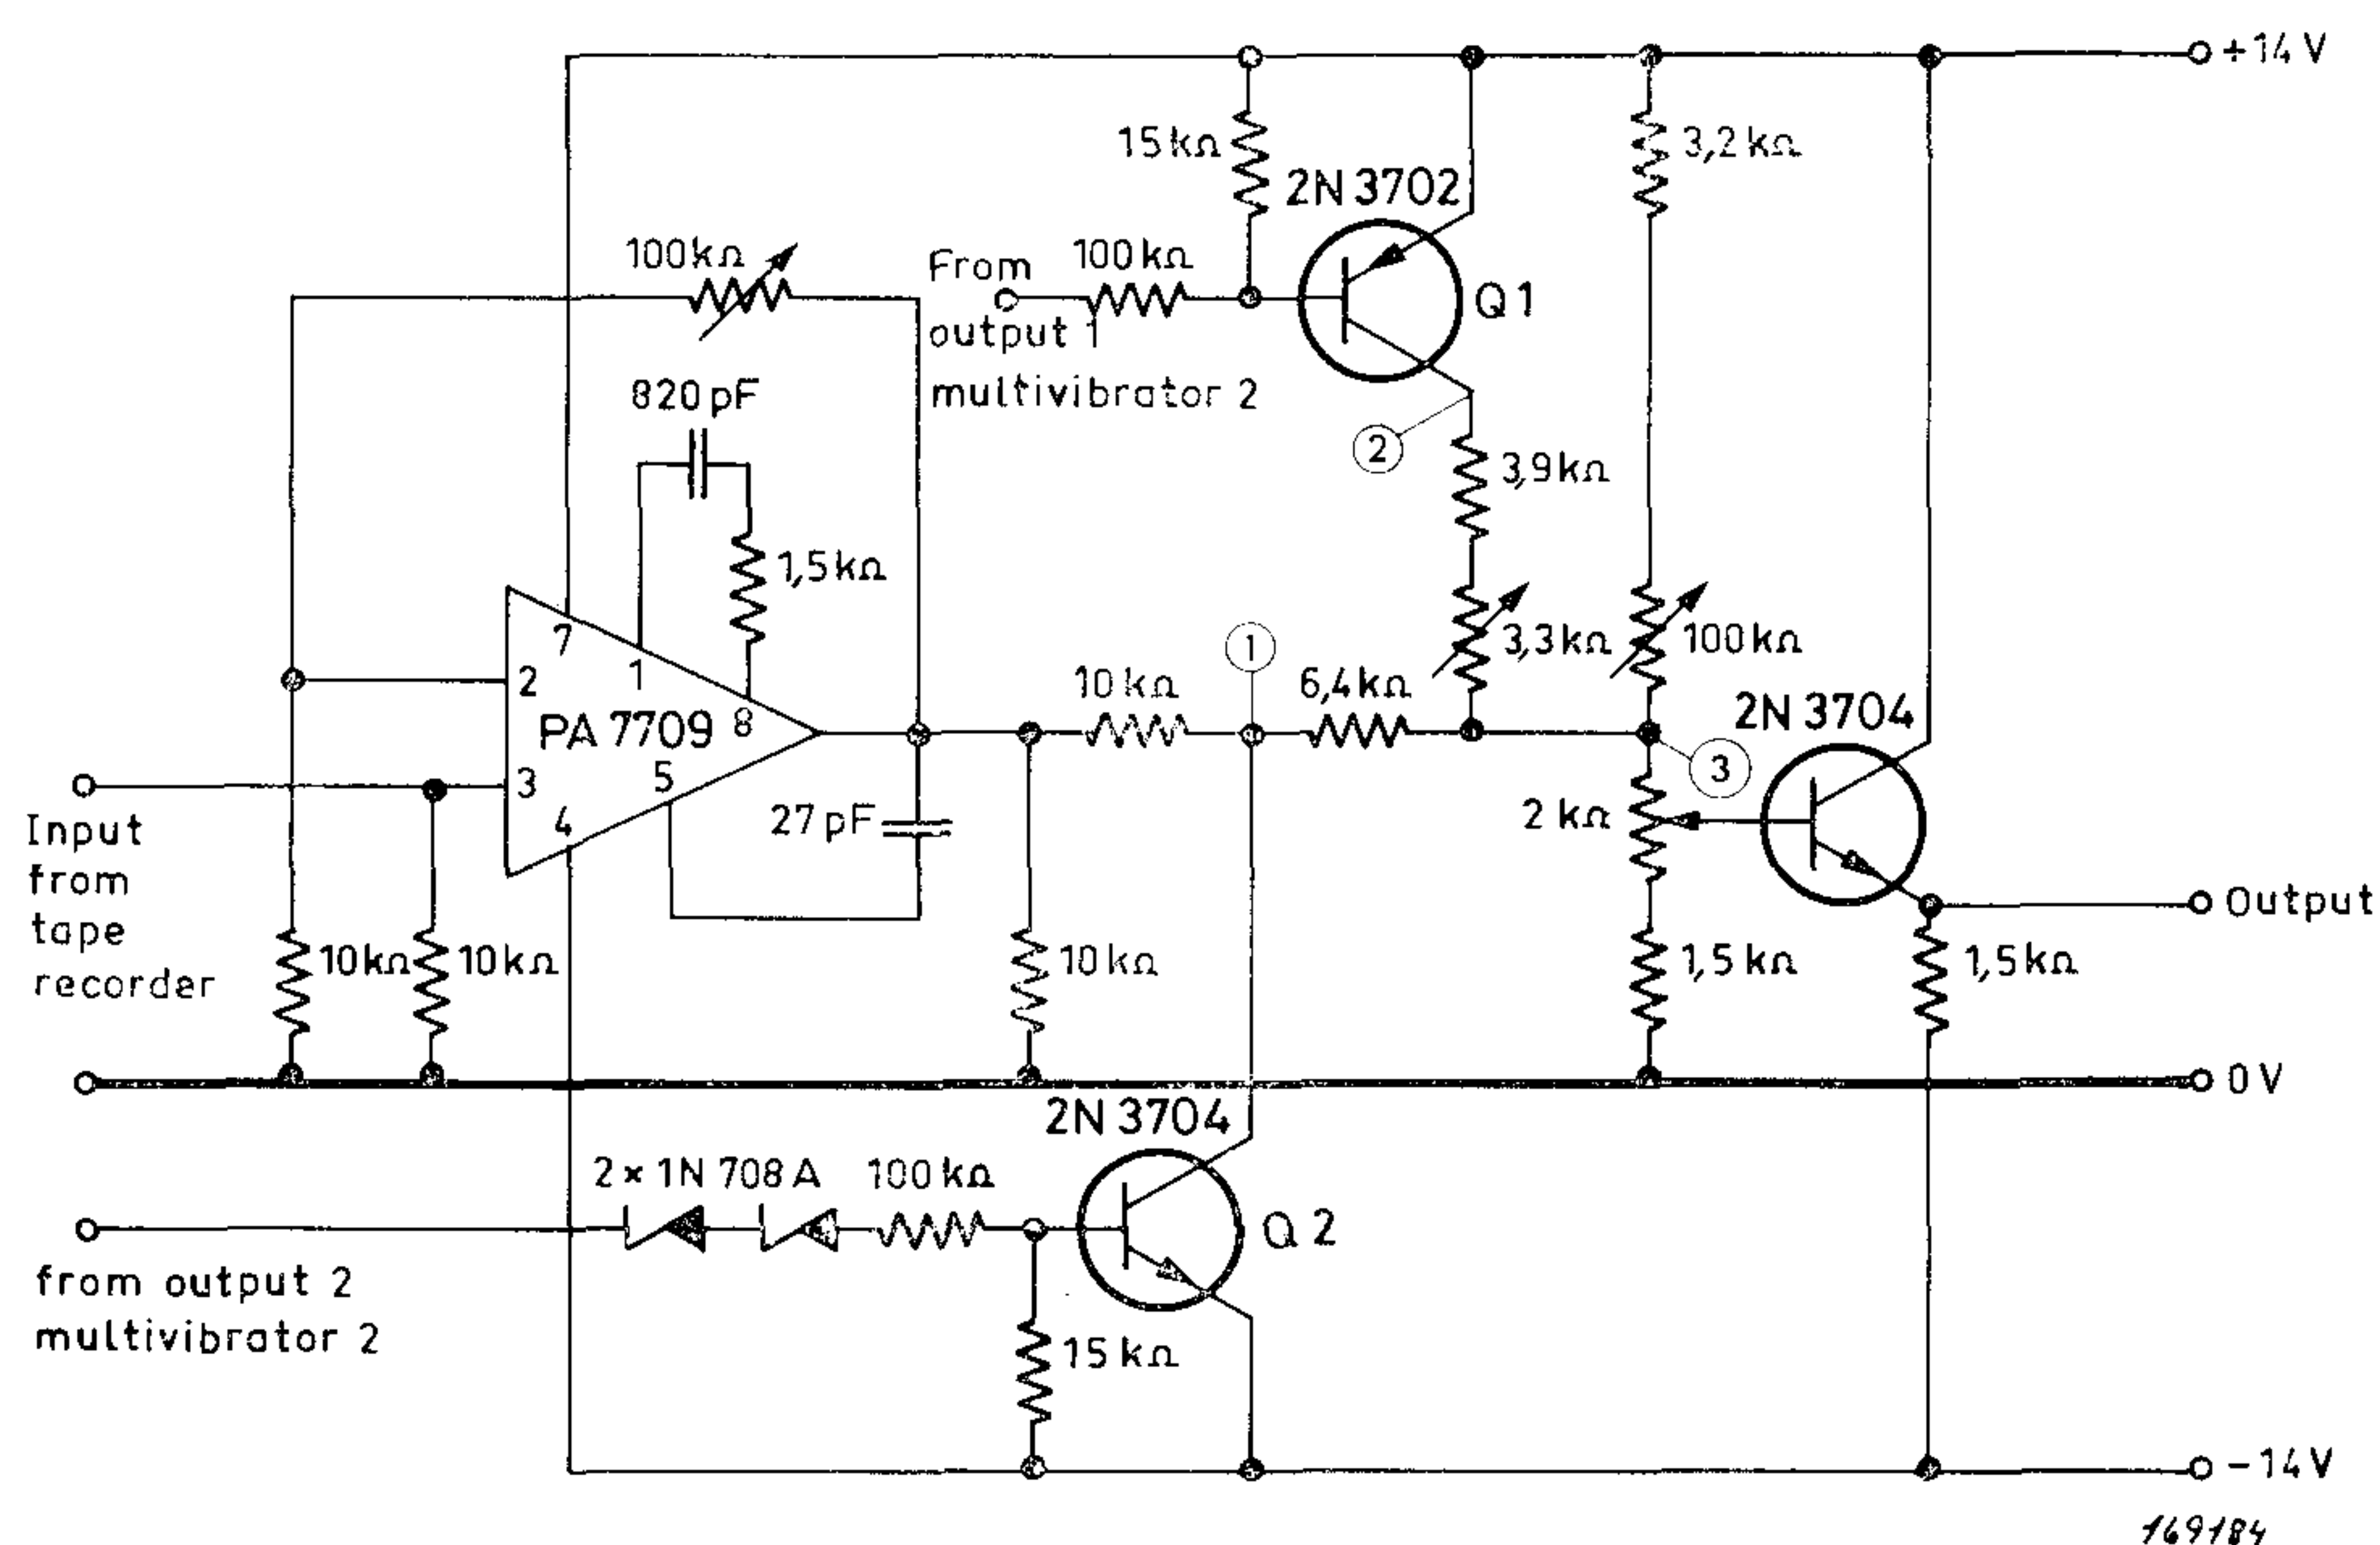 +14 V
15 kΩ
3,2 kΩ
2N 3702
100 kΩ
From
output 1
multivibrator 2
100 kΩ
Q 1
820 pF
2
3,9 kΩ
1,5 kΩ
7
1
1
3,3 kΩ
100 kΩ
2
10 kΩ
6,4 kΩ
2N 3704
PA 7709
8
3
3
5
4
27 pF
2 kΩ
Input
from
tape
recorder
Output
10 kΩ
10 kΩ
10 kΩ
1,5 kΩ
1,5 kΩ
0 V
2N 3704
2 × 1N 708 A
100 kΩ
Q 2
from output 2
multivibrator 2
15 kΩ
-14 V
169184